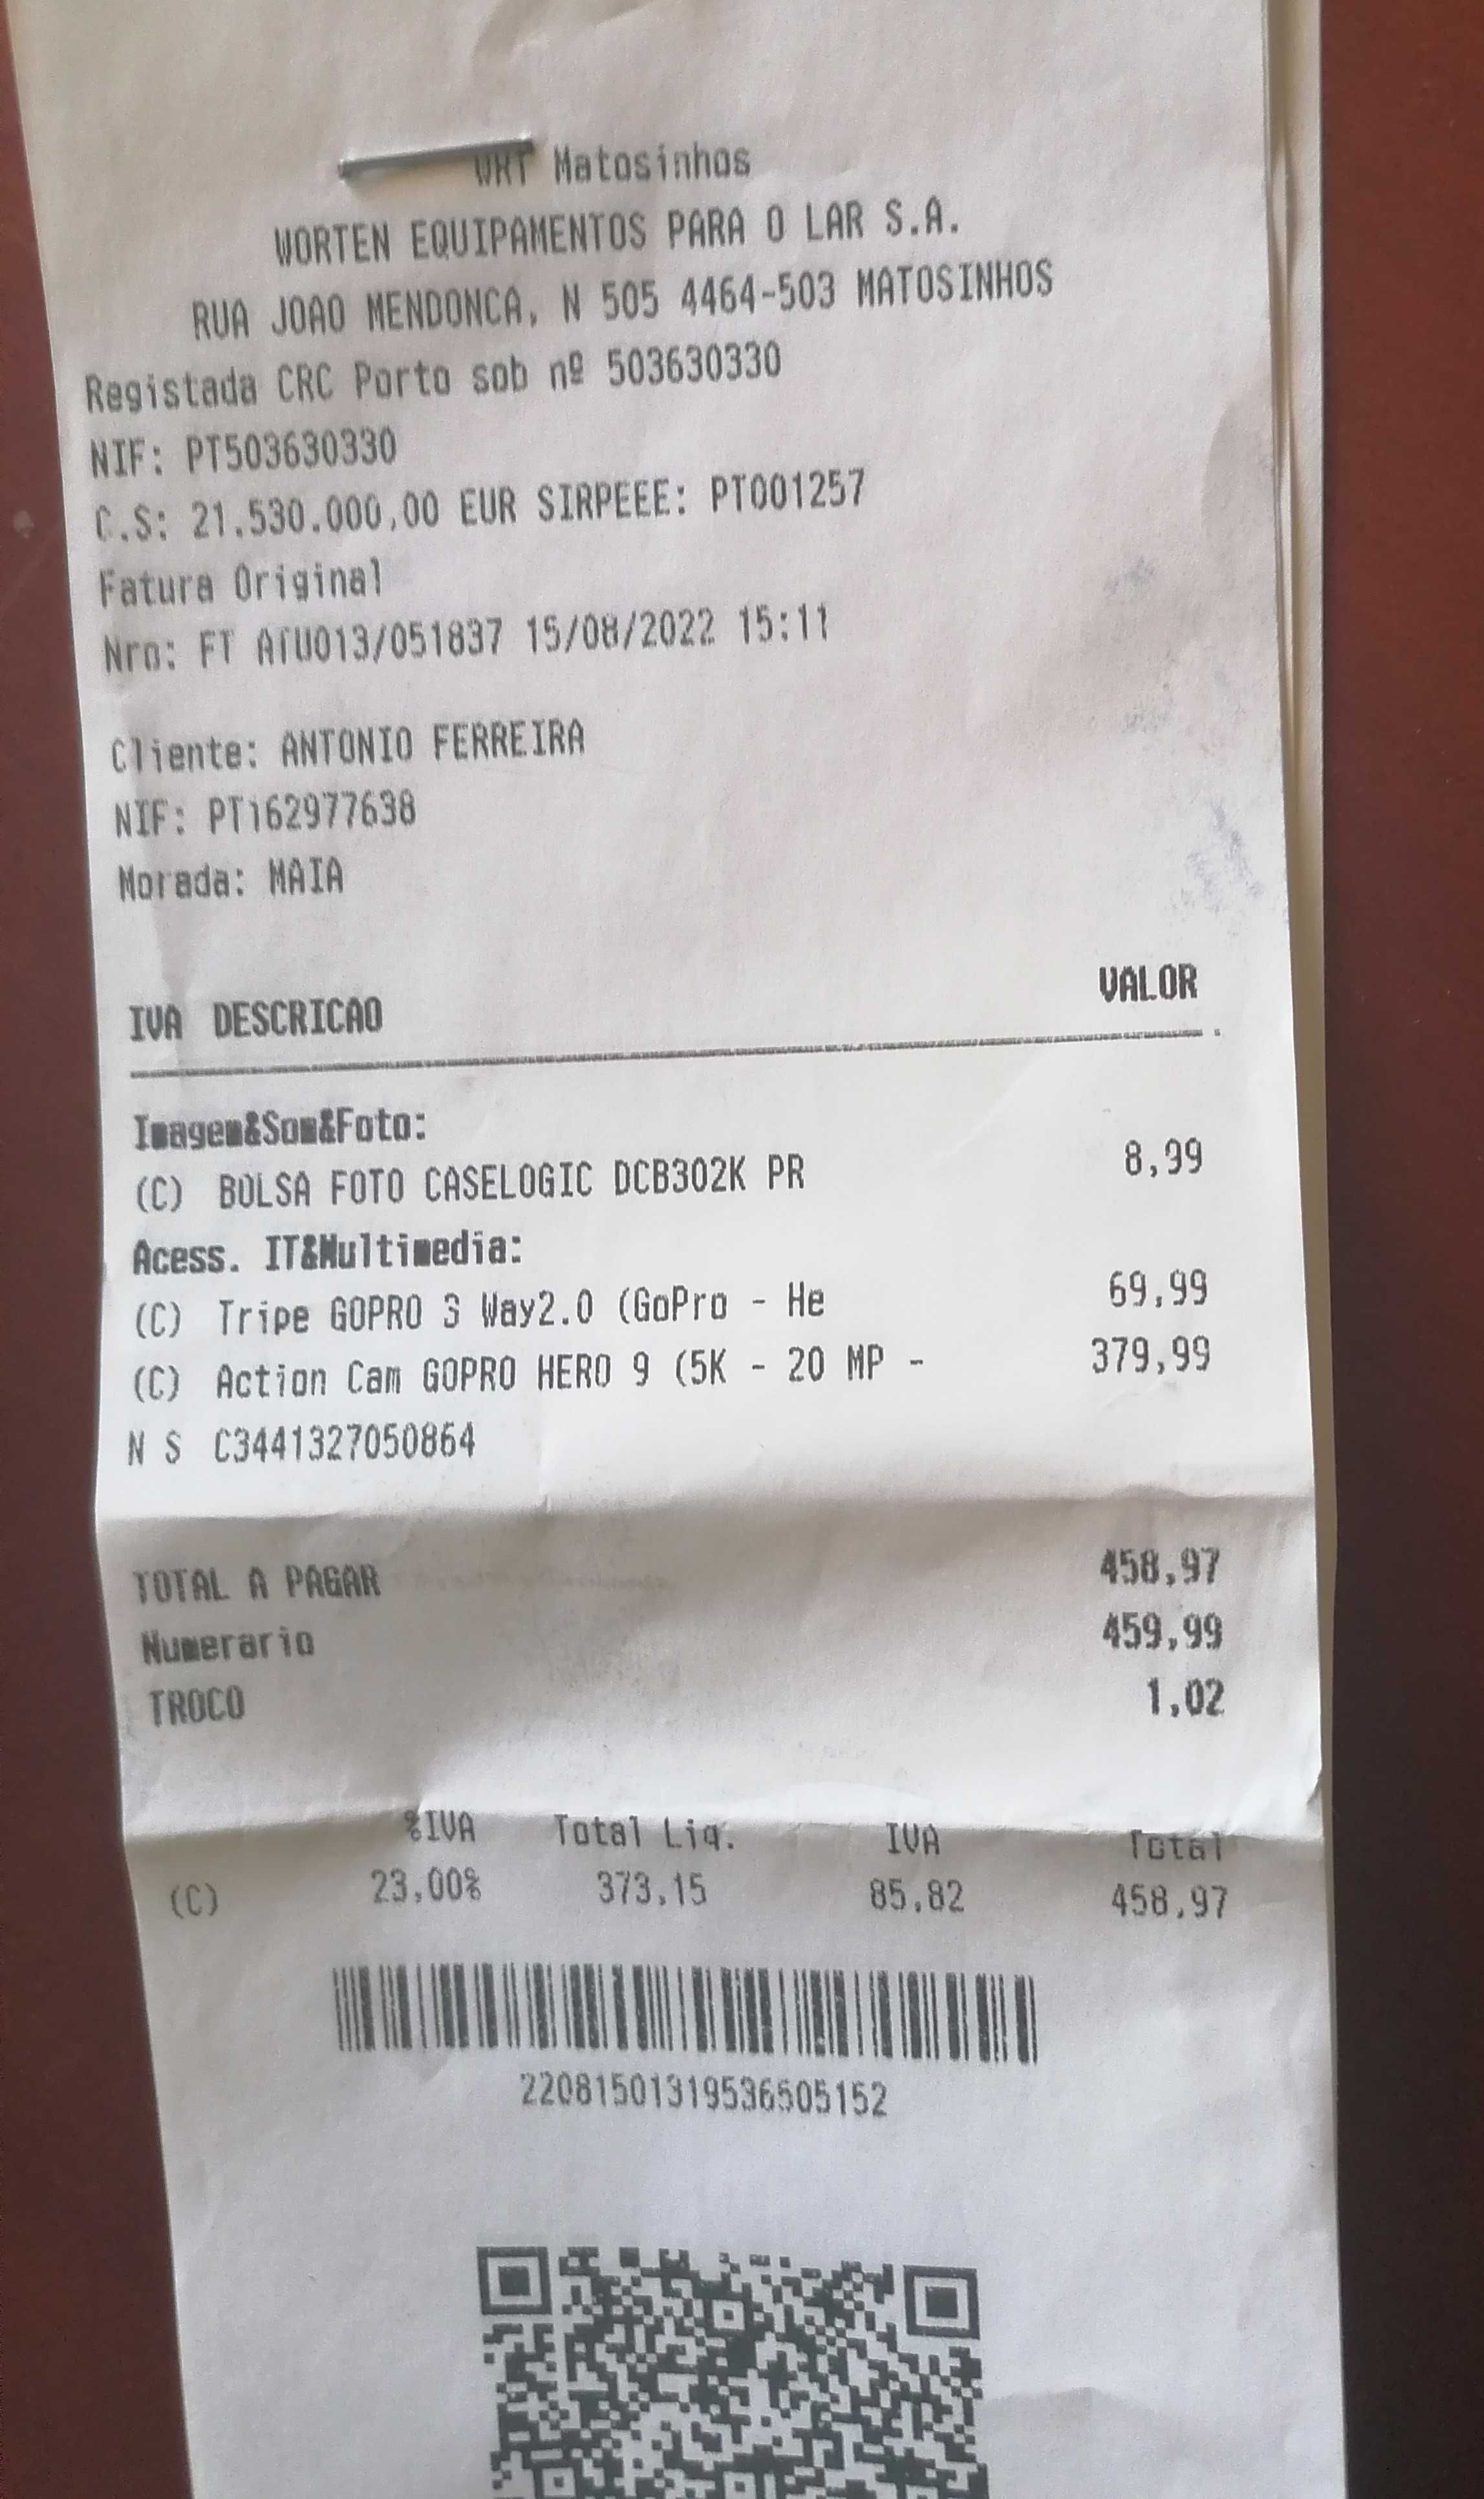 WRT Matosinhos
WORTEN EQUIPAMENTOS PARA O LAR S.A.
RUA JOAO MENDONCA, N 505 4464-503 MATOSINHOS
Registada CRC Porto sob nº 503630330
NIF: PT503630330
C.S: 21.530.000,00 EUR SIRPEEE: PT001257
Fatura Original
Nro: FT ATU013/051837 15/08/2022 15:11
Cliente: ANTONIO FERREIRA
NIF: PT162977638
Morada: MAIA
IVA DESCRICAO VALOR
Imagem&Som&Foto:
(C) BOLSA FOTO CASELOGIC DCB302K PR 8,99
Acess. IT&Multimedia:
(C) Tripe GOPRO 3 Way2.0 (GoPro - He 69,99
(C) Action Cam GOPRO HERO 9 (5K - 20 MP - 379,99
N S C3441327050864
TOTAL A PAGAR 458,97
Numerario 459,99
TROCO 1,02
%IVA Total Liq. IVA Total
(C) 23,00% 373,15 85,82 458,97
22081501319536505152